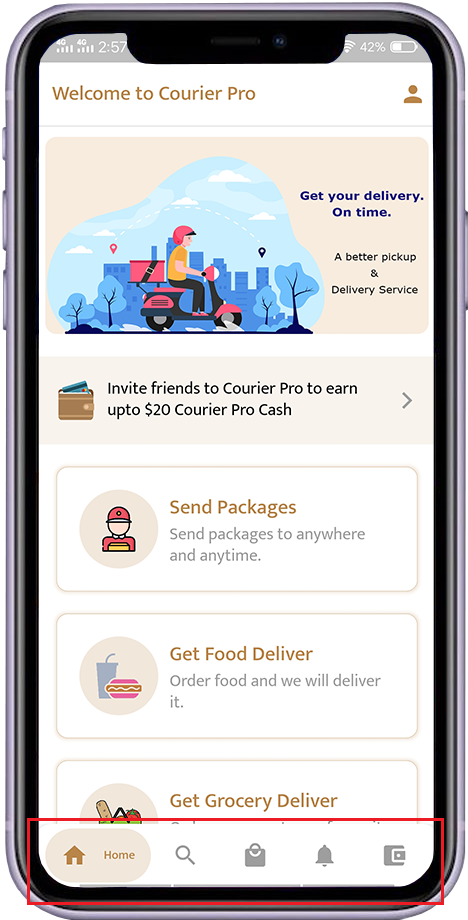 4G 4G 2:57 42%
Welcome to Courier Pro
Get your delivery.
On time.
A better pickup
&
Delivery Service
Invite friends to Courier Pro to earn
upto $20 Courier Pro Cash
Send Packages
Send packages to anywhere
and anytime.
Get Food Deliver
Order food and we will deliver
it.
Get Grocery Deliver
Home